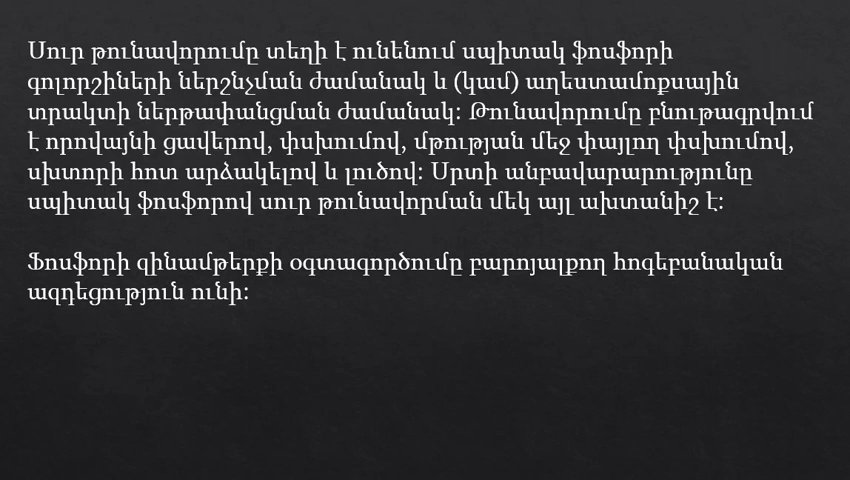 Սուր թունավորումը տեղի է ունենում սպիտակ ֆոսֆորի
գոլորշիների ներշնչման ժամանակ և (կամ) աղեստամոքսային
տրակտի ներթափանցման ժամանակ: Թունավորումը բնութագրվում
է որովայնի ցավերով, փսխումով, մթության մեջ փայլող փսխումով,
սխտորի հոտ արձակելով և լուծով: Սրտի անբավարարությունը
սպիտակ ֆոսֆորով սուր թունավորման մեկ այլ ախտանիշ է:
Ֆոսֆորի զինամթերքի օգտագործումը բարոյալքող հոգեբանական
ազդեցություն ունի: